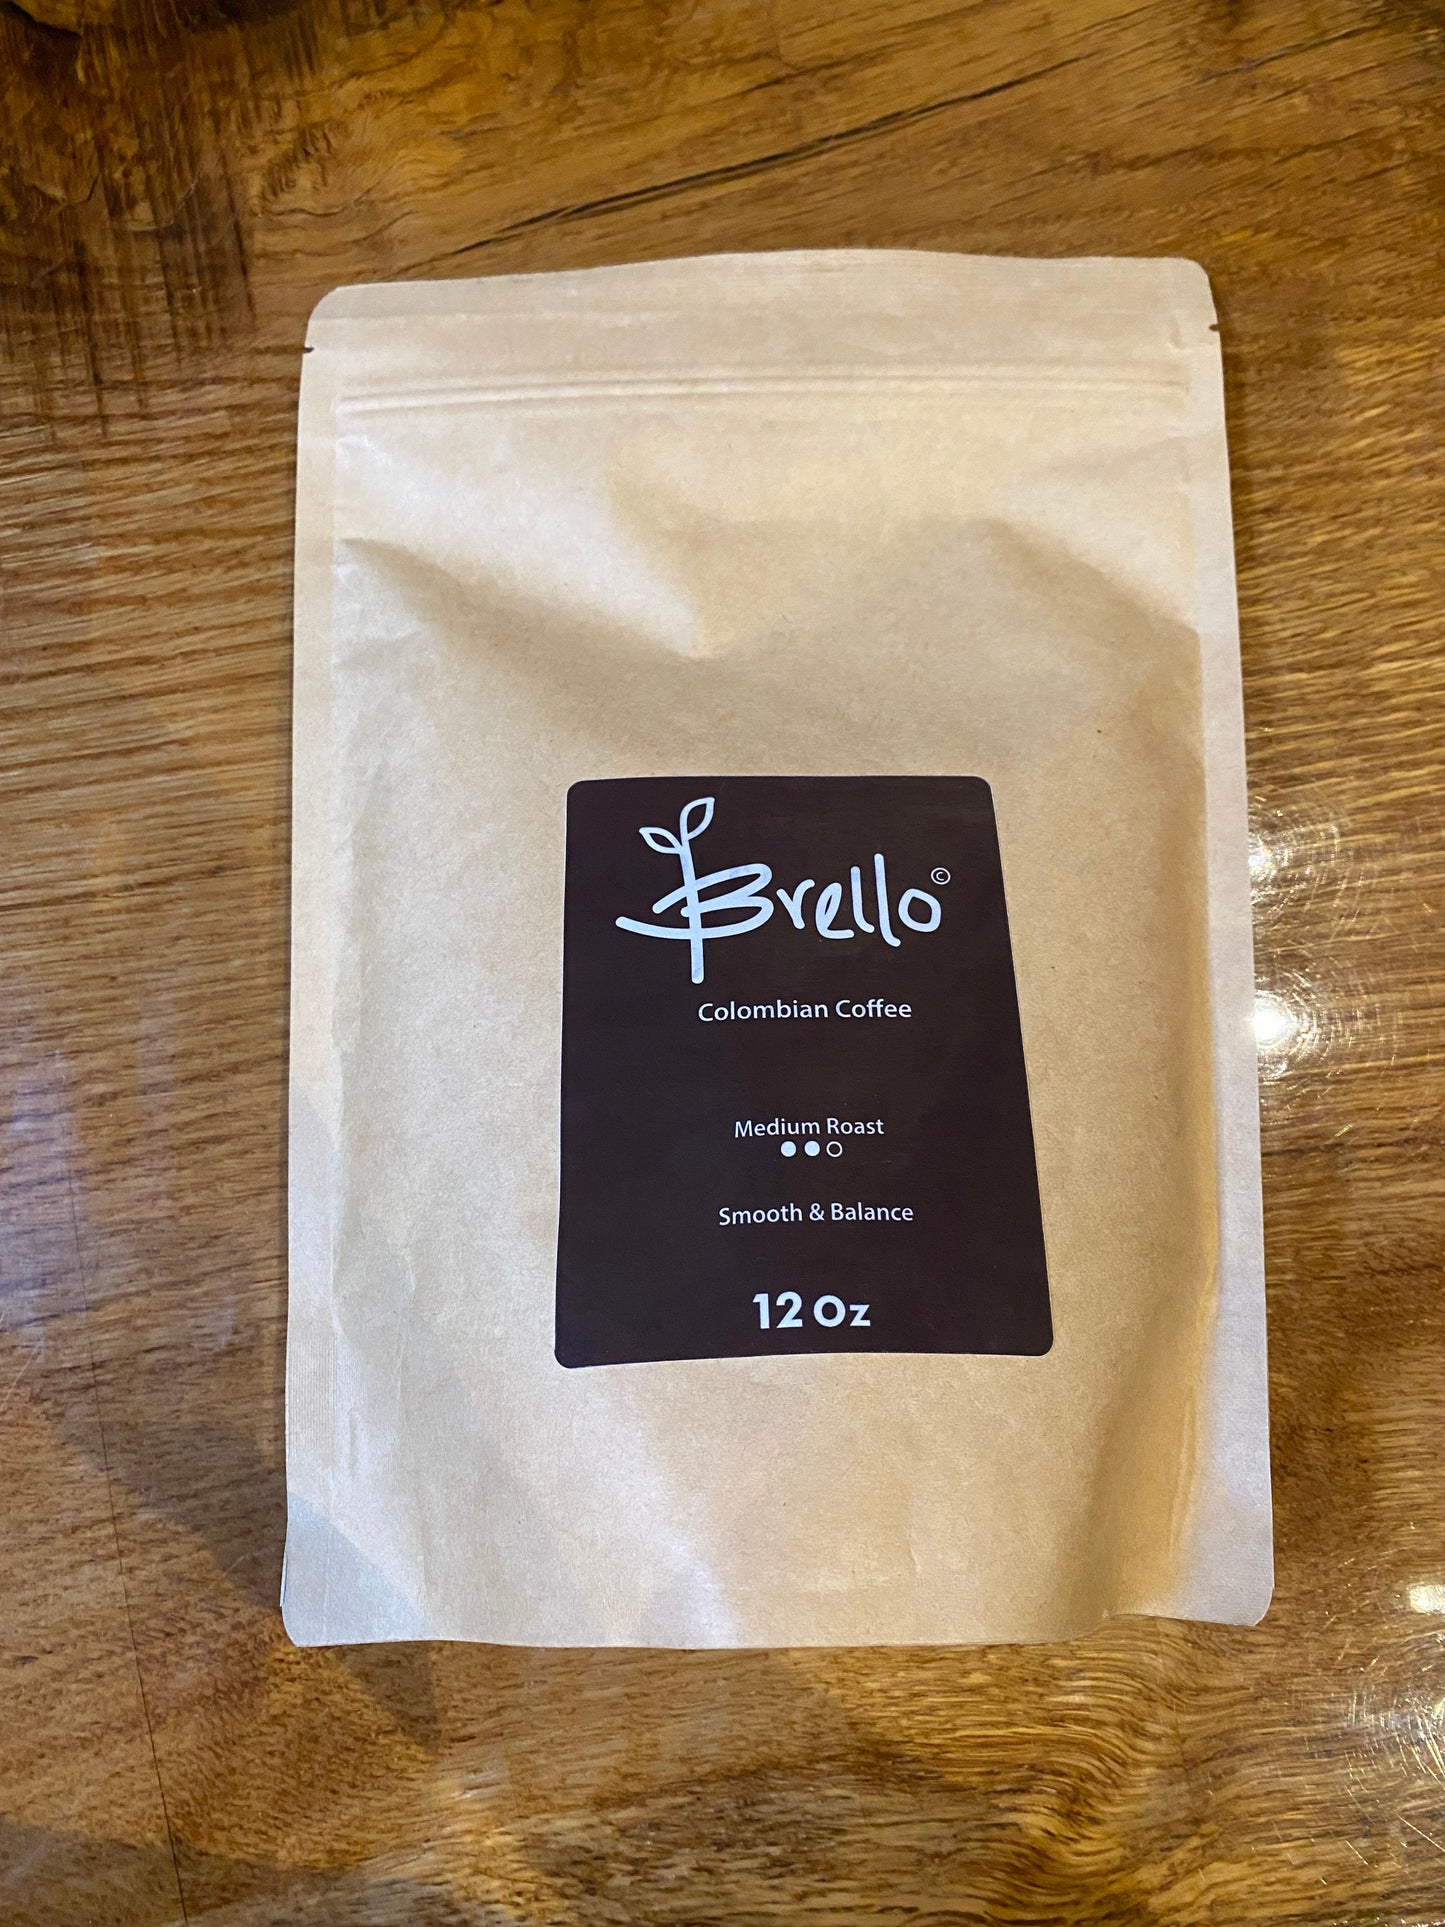 Brello©
Colombian Coffee
Medium Roast
Smooth & Balance
12 Oz